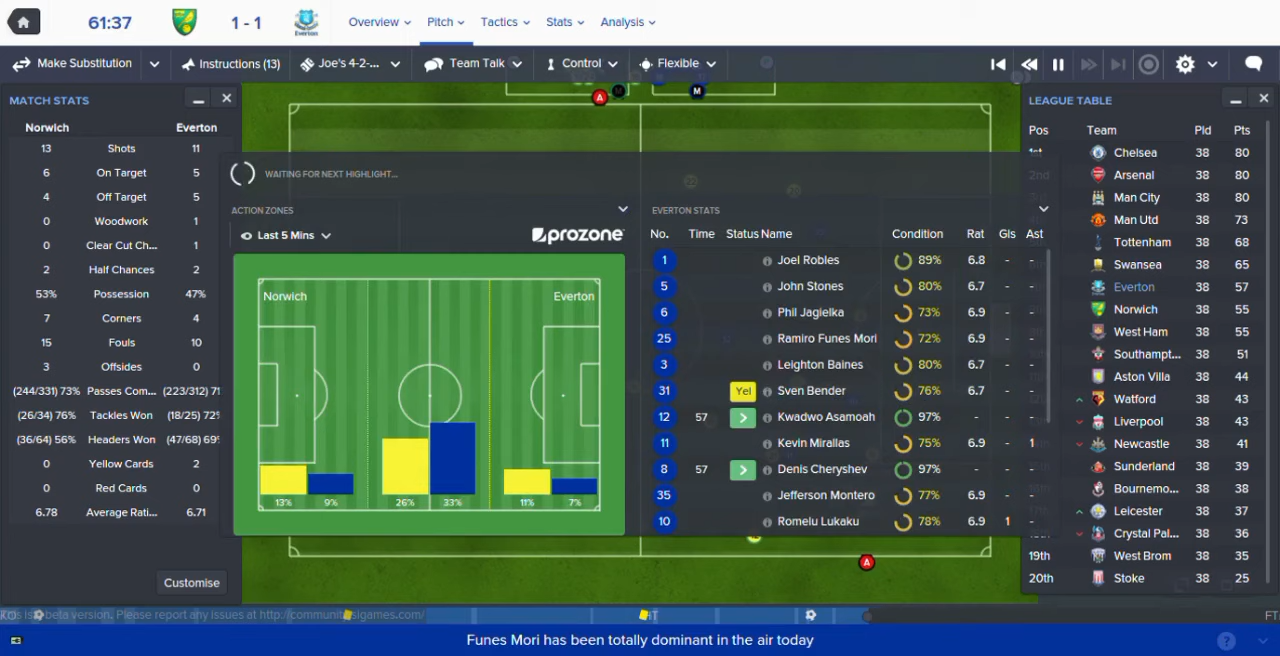 61:37
1 - 1
Everton
Overview
Pitch
Tactics
Stats
Analysis
Make Substitution
Instructions (13)
Joe's 4-2-...
Team Talk
Control
Flexible
MATCH STATS
Norwich Everton
13 Shots 11
6 On Target 5
4 Off Target 5
0 Woodwork 1
0 Clear Cut Ch... 1
2 Half Chances 2
53% Possession 47%
7 Corners 4
15 Fouls 10
3 Offsides 0
(244/331) 73% Passes Com... (223/312) 71
(26/34) 76% Tackles Won (18/25) 72
(36/64) 56% Headers Won (47/68) 69
0 Yellow Cards 2
0 Red Cards 0
6.78 Average Rati... 6.71
Customise
A
M
WAITING FOR NEXT HIGHLIGHT...
ACTION ZONES
Last 5 Mins
prozone
Norwich Everton
13% 9% 26% 33% 11% 7%
EVERTON STATS
No. Time Status Name Condition Rat Gls Ast
1 Joel Robles 89% 6.8 - -
5 John Stones 80% 6.7 - -
6 Phil Jagielka 73% 6.9 - -
25 Ramiro Funes Mori 72% 6.9 - -
3 Leighton Baines 80% 6.7 - -
31 Yel Sven Bender 76% 6.7 - -
12 57 Kwadwo Asamoah 97% - - -
11 Kevin Mirallas 75% 6.9 - 1
8 57 Denis Cheryshev 97% - - -
35 Jefferson Montero 77% 6.9 - -
10 Romelu Lukaku 78% 6.9 1 -
A
LEAGUE TABLE
Pos Team Pld Pts
1st Chelsea 38 80
2nd Arsenal 38 80
Man City 38 80
Man Utd 38 73
Tottenham 38 68
Swansea 38 65
Everton 38 57
Norwich 38 55
West Ham 38 55
Southampt... 38 51
Aston Villa 38 44
Watford 38 43
Liverpool 38 43
Newcastle 38 41
Sunderland 38 39
Bournemo... 38 38
Leicester 38 37
Crystal Pal... 38 36
19th West Brom 38 35
20th Stoke 38 25
beta version. Please report any issues at
HT
FT
Funes Mori has been totally dominant in the air today
?